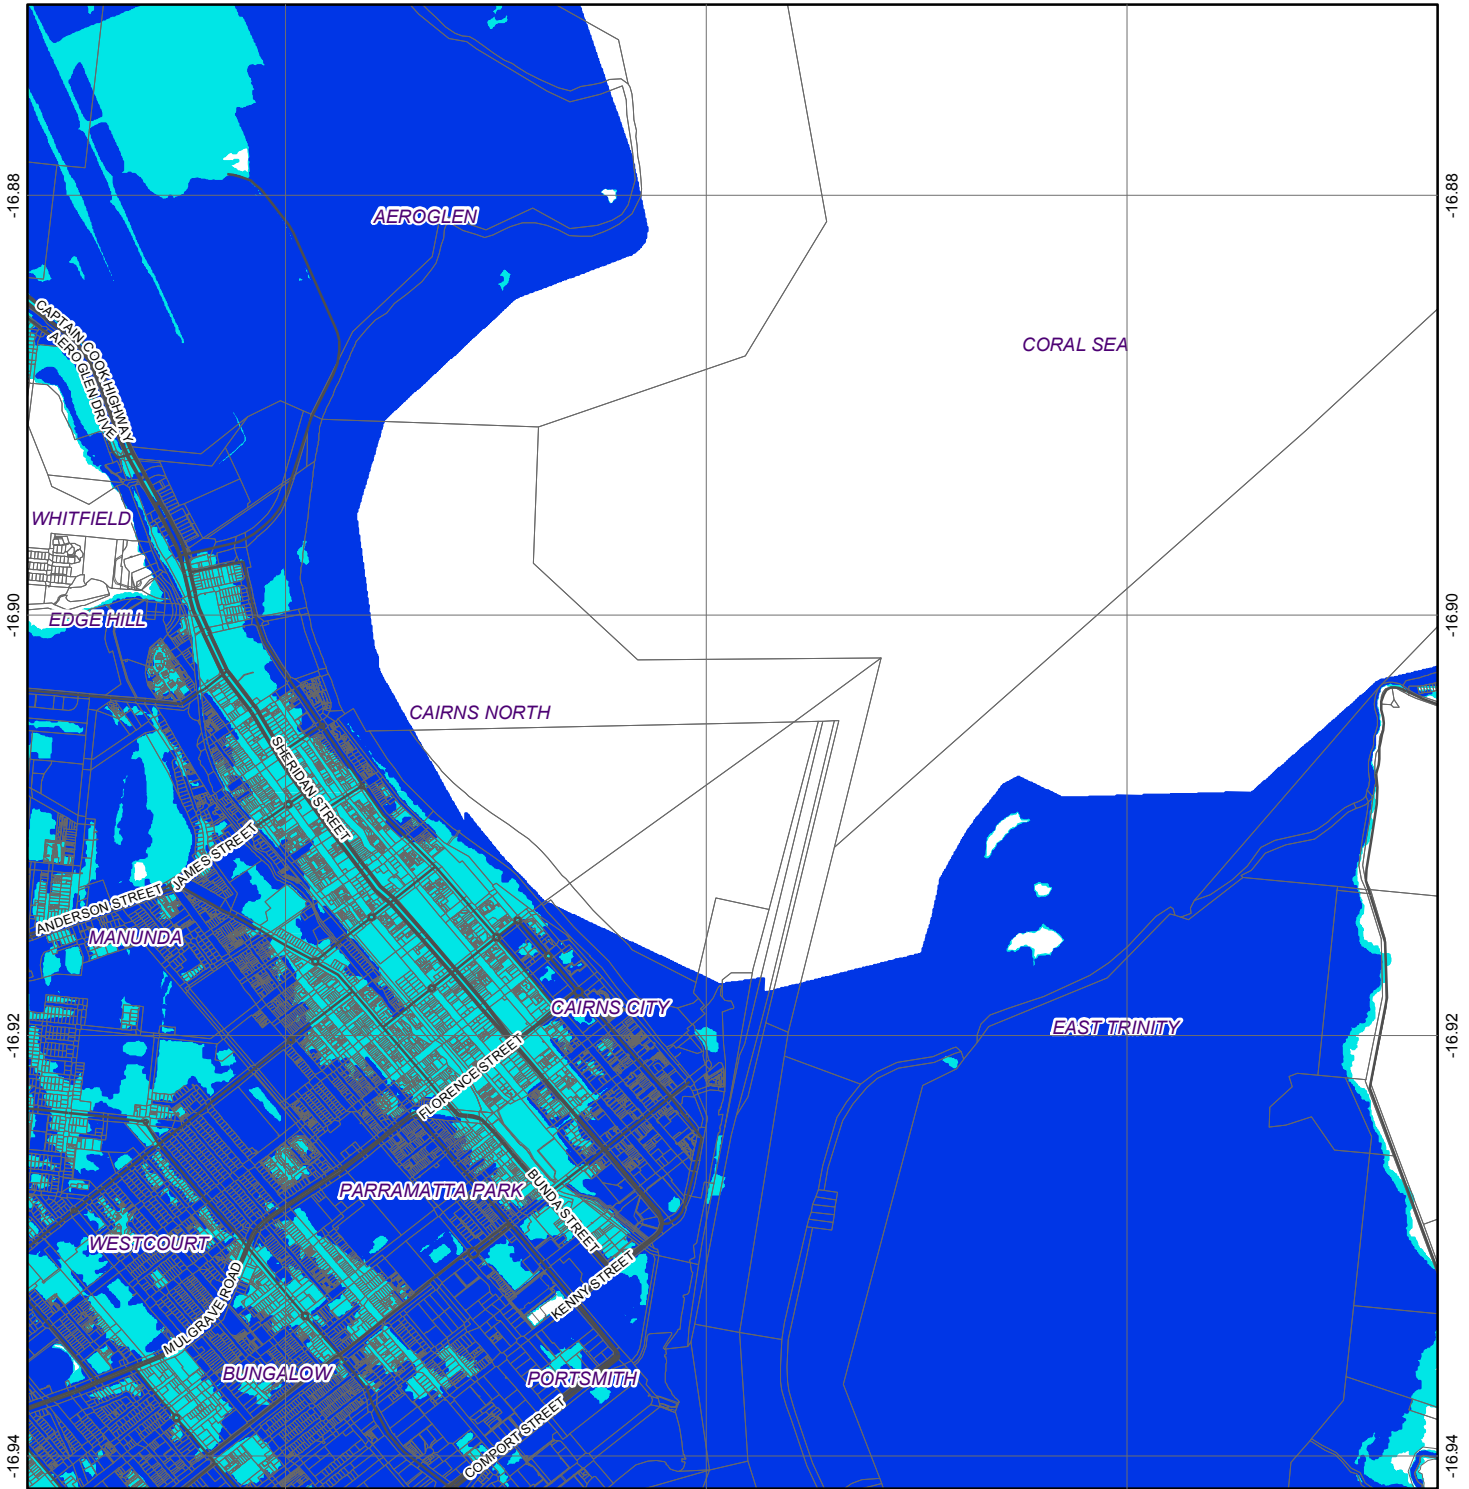 -16.88
-16.88
AEROGLEN
CAPTAIN COOK HIGHWAY
AEROGLEN DRIVE
CORAL SEA
WHITFIELD
-16.90
-16.90
EDGE HILL
CAIRNS NORTH
SHERIDAN STREET
JAMES STREET
ANDERSON STREET
MANUNDA
CAIRNS CITY
-16.92
-16.92
EAST TRINITY
FLORENCE STREET
PARRAMATTA PARK
BUNDA STREET
WESTCOURT
KENNY STREET
MULGRAVE ROAD
BUNGALOW
PORTSMITH
COMPORT STREET
-16.94
-16.94